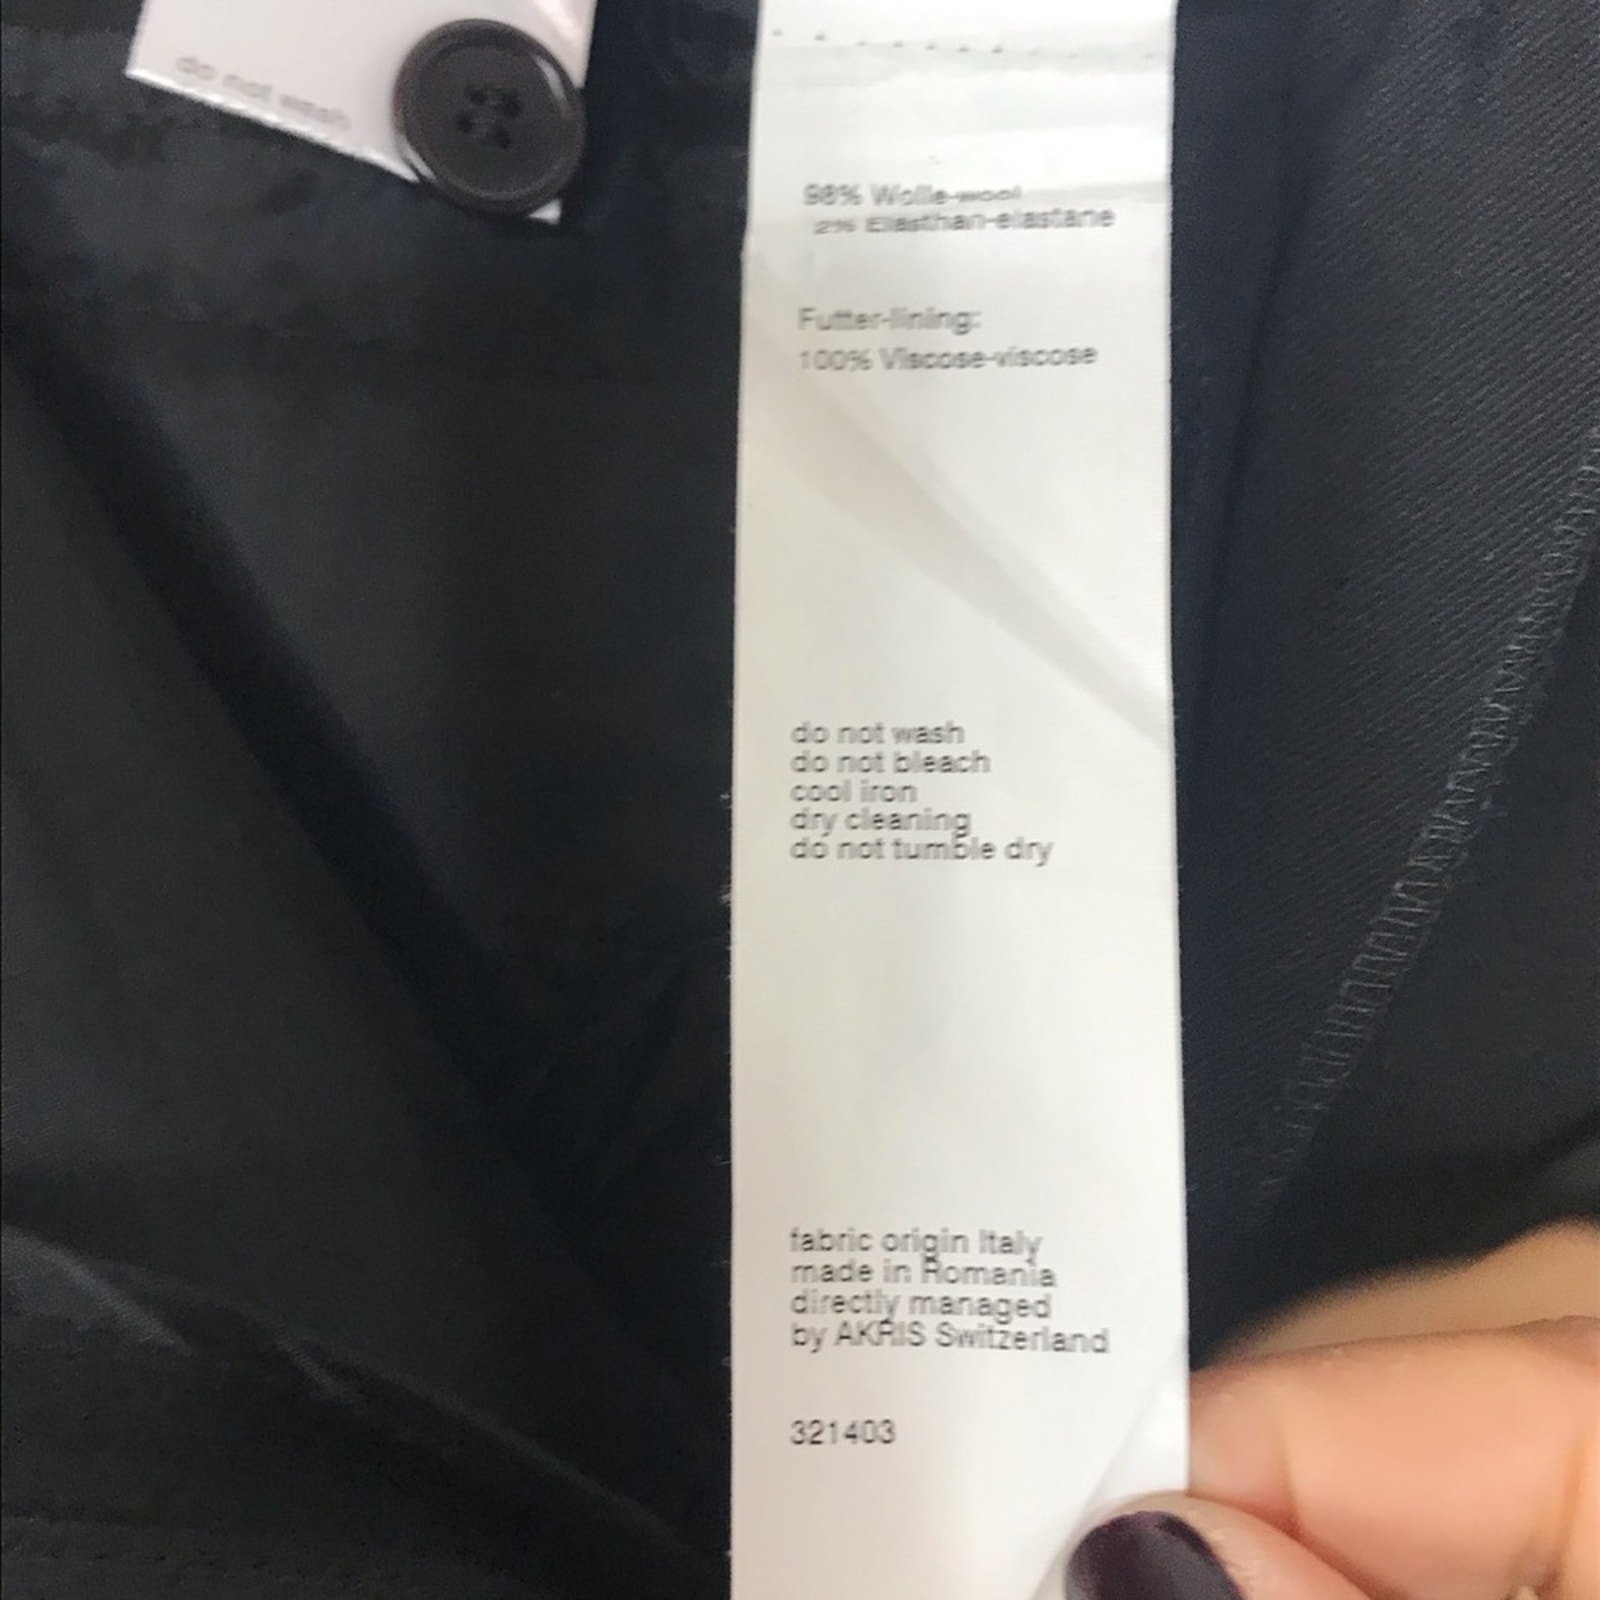 do not wash
98% Wolle-wool
2% Elasthan-elastane
Futter-lining:
100% Viscose-viscose
do not wash
do not bleach
cool iron
dry cleaning
do not tumble dry
fabric origin Italy
made in Romania
directly managed
by AKRIS Switzerland
321403